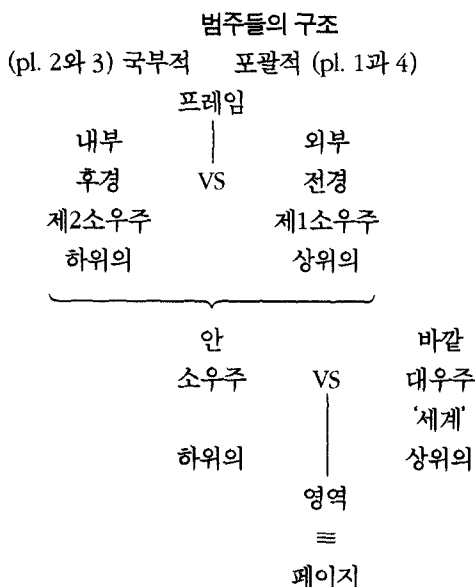 범주들의 구조
(pl. 2와 3) 국부적 포괄적 (pl. 1과 4)
프레임
내부 외부
후경 VS 전경
제2소우주 제1소우주
하위의 상위의
안 바깥
소우주 VS 대우주
'세계'
하위의 상위의
영역
≡
페이지